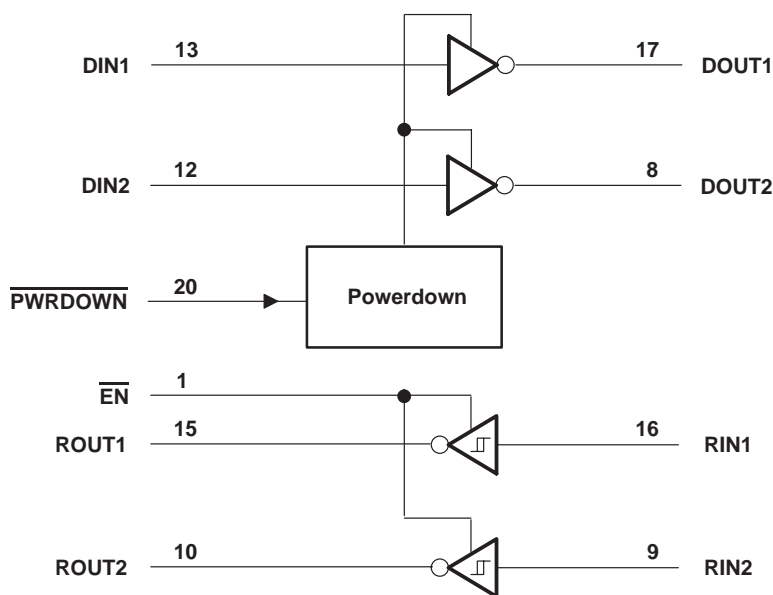 DIN1 13 17 DOUT1
DIN2 12 8 DOUT2
PWRDOWN 20 Powerdown
EN 1
ROUT1 15 16 RIN1
ROUT2 10 9 RIN2